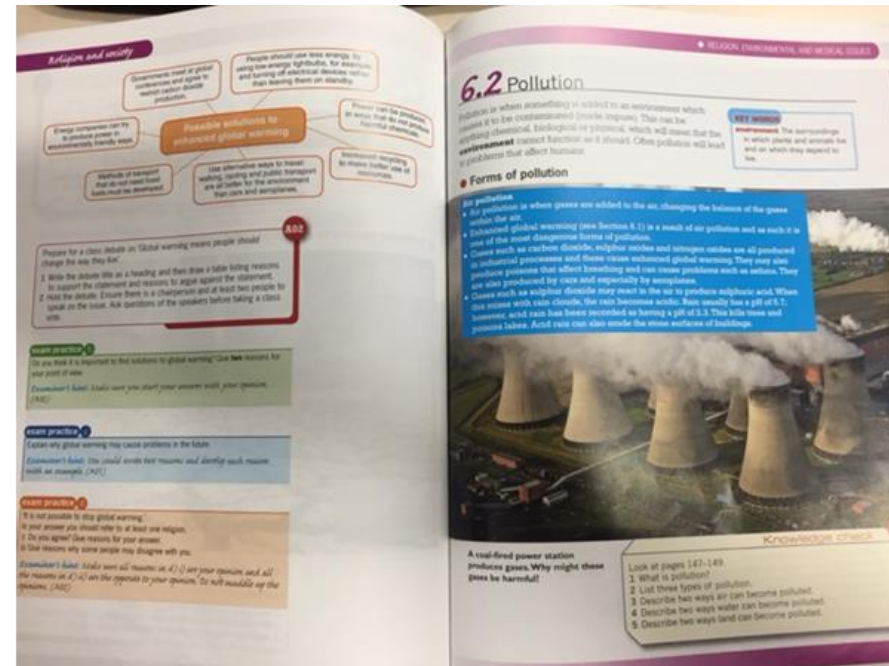 Religion and society
Governments meet at global
conferences and agree to
restrict carbon dioxide
production.
People should use less energy, by
using low-energy lightbulbs, for example,
and turning off electrical devices rather
than leaving them on standby.
Energy companies can try
to produce power in
environmentally friendly ways.
Possible solutions to
enhanced global warming
Power can be produced
in ways that do not produce
harmful chemicals.
Methods of transport
that do not need fossil
fuels must be developed.
Use alternative ways to travel
walking, cycling and public transport
are all better for the environment
than cars and aeroplanes.
Increased recycling
to make better use of
resources.
AO2
Prepare for a class debate on 'Global warming means people should
change the way they live'.
1 Write the debate title as a heading and then draw a table listing reasons
to support the statement and reasons to argue against the statement.
2 Hold the debate. Ensure there is a chairperson and at least two people to
speak on the issue. Ask questions of the speakers before taking a class
vote.
exam practice
Do you think it is important to find solutions to global warming? Give two reasons for
your point of view.
Examiner's hint: Make sure you start your answer with your opinion.
(AO2)
exam practice
Explain why global warming may cause problems in the future.
Examiner's hint: You could write two reasons and develop each reason
with an example. (AO1)
exam practice
'It is not possible to stop global warming.'
In your answer you should refer to at least one religion.
i Do you agree? Give reasons for your answer.
ii Give reasons why some people may disagree with you.
Examiner's hint: Make sure all reasons in d) i) are your opinion and all
the reasons in d) ii) are the opposite to your opinion. Do not muddle up the
opinions. (AO2)
RELIGION: ENVIRONMENTAL AND MEDICAL ISSUES
6.2 Pollution
Pollution is when something is added to an environment which
causes it to be contaminated (made impure). This can be
anything chemical, biological or physical, which will mean that the
environment cannot function as it should. Often pollution will lead
to problems that affect humans.
KEY WORDS
environment The surroundings
in which plants and animals live
and on which they depend to
live.
Forms of pollution
Air pollution
• Air pollution is when gases are added to the air, changing the balance of the gases
within the air.
• Enhanced global warming (see Section 6.1) is a result of air pollution and as such it is
one of the most dangerous forms of pollution.
• Gases such as carbon dioxide, sulphur oxides and nitrogen oxides are all produced
in industrial processes and these cause enhanced global warming. They may also
produce poisons that affect breathing and can cause problems such as asthma. They
are also produced by cars and especially by aeroplanes.
• Gases such as sulphur dioxide may react in the air to produce sulphuric acid. When
this mixes with rain clouds, the rain becomes acidic. Rain usually has a pH of 5.7;
however, acid rain has been recorded as having a pH of 2.3. This kills trees and
poisons lakes. Acid rain can also erode the stone surfaces of buildings.
A coal-fired power station
produces gases. Why might these
gases be harmful?
Knowledge check
Look at pages 147–149.
1 What is pollution?
2 List three types of pollution.
3 Describe two ways air can become polluted.
4 Describe two ways water can become polluted.
5 Describe two ways land can become polluted.